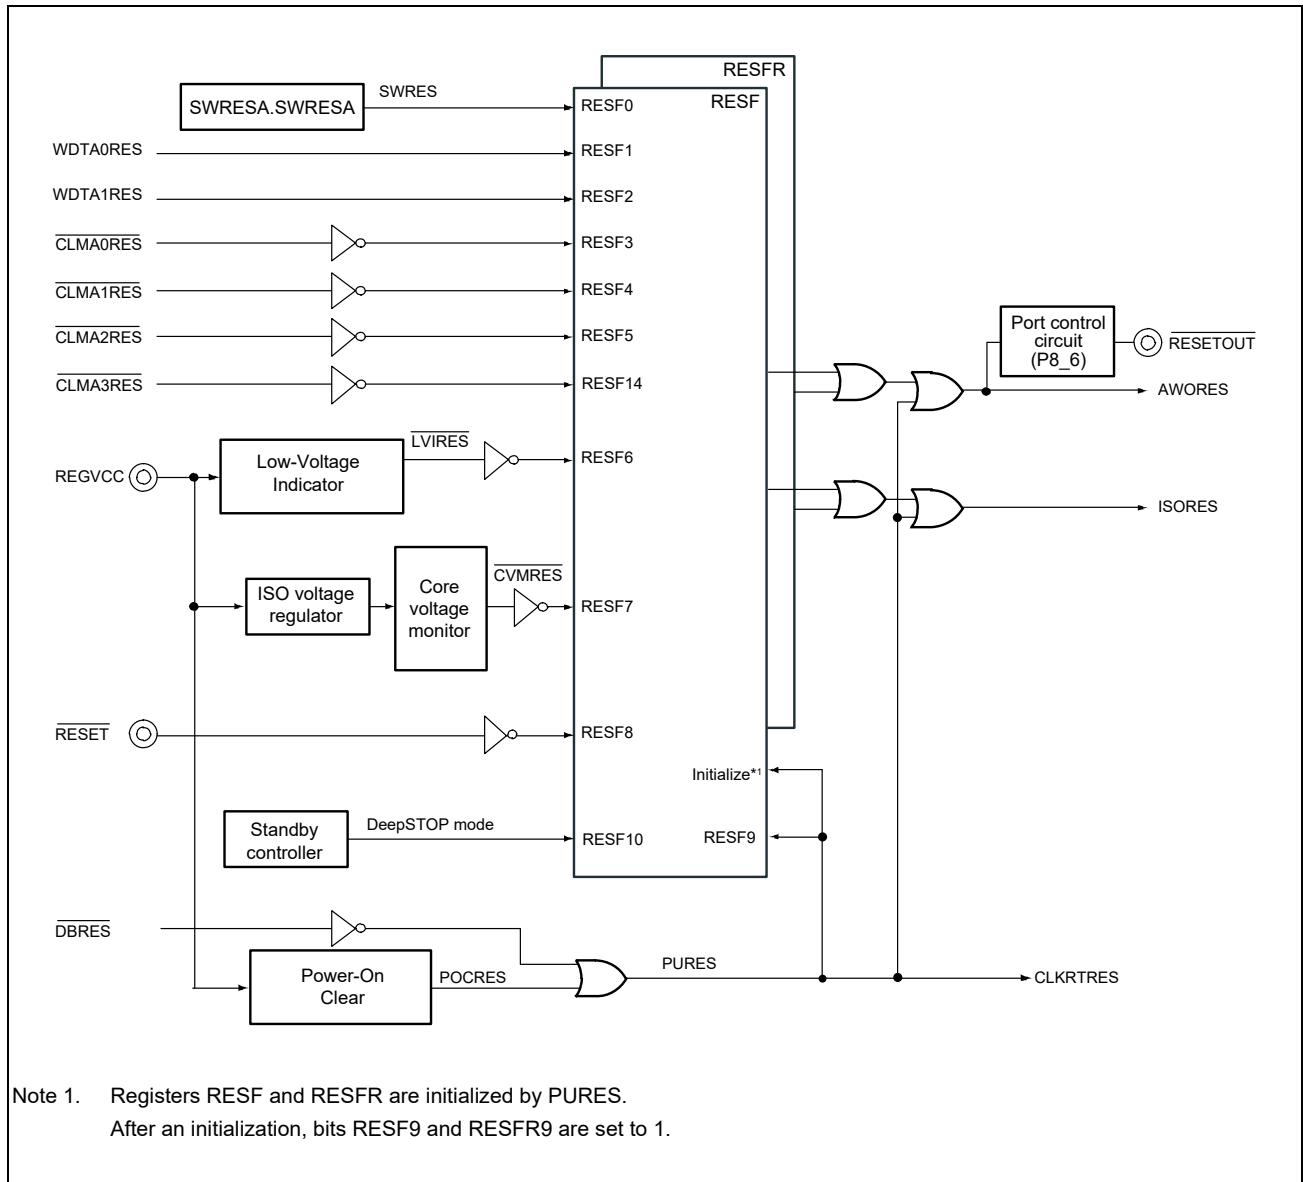 RESFR
SWRESA.SWRESA
SWRES
RESF0
RESF
WDTA0RES
RESF1
WDTA1RES
RESF2
CLMA0RES
RESF3
CLMA1RES
RESF4
CLMA2RES
RESF5
CLMA3RES
RESF14
Port control
circuit
(P8_6)
RESETOUT
AWORES
REGVCC
Low-Voltage
Indicator
LVIRES
RESF6
ISORES
ISO voltage
regulator
Core
voltage
monitor
CVMRES
RESF7
RESET
RESF8
Initialize*1
Standby
controller
DeepSTOP mode
RESF10
RESF9
DBRES
Power-On
Clear
POCRES
PURES
CLKRTRES
Note 1. Registers RESF and RESFR are initialized by PURES.
After an initialization, bits RESF9 and RESFR9 are set to 1.